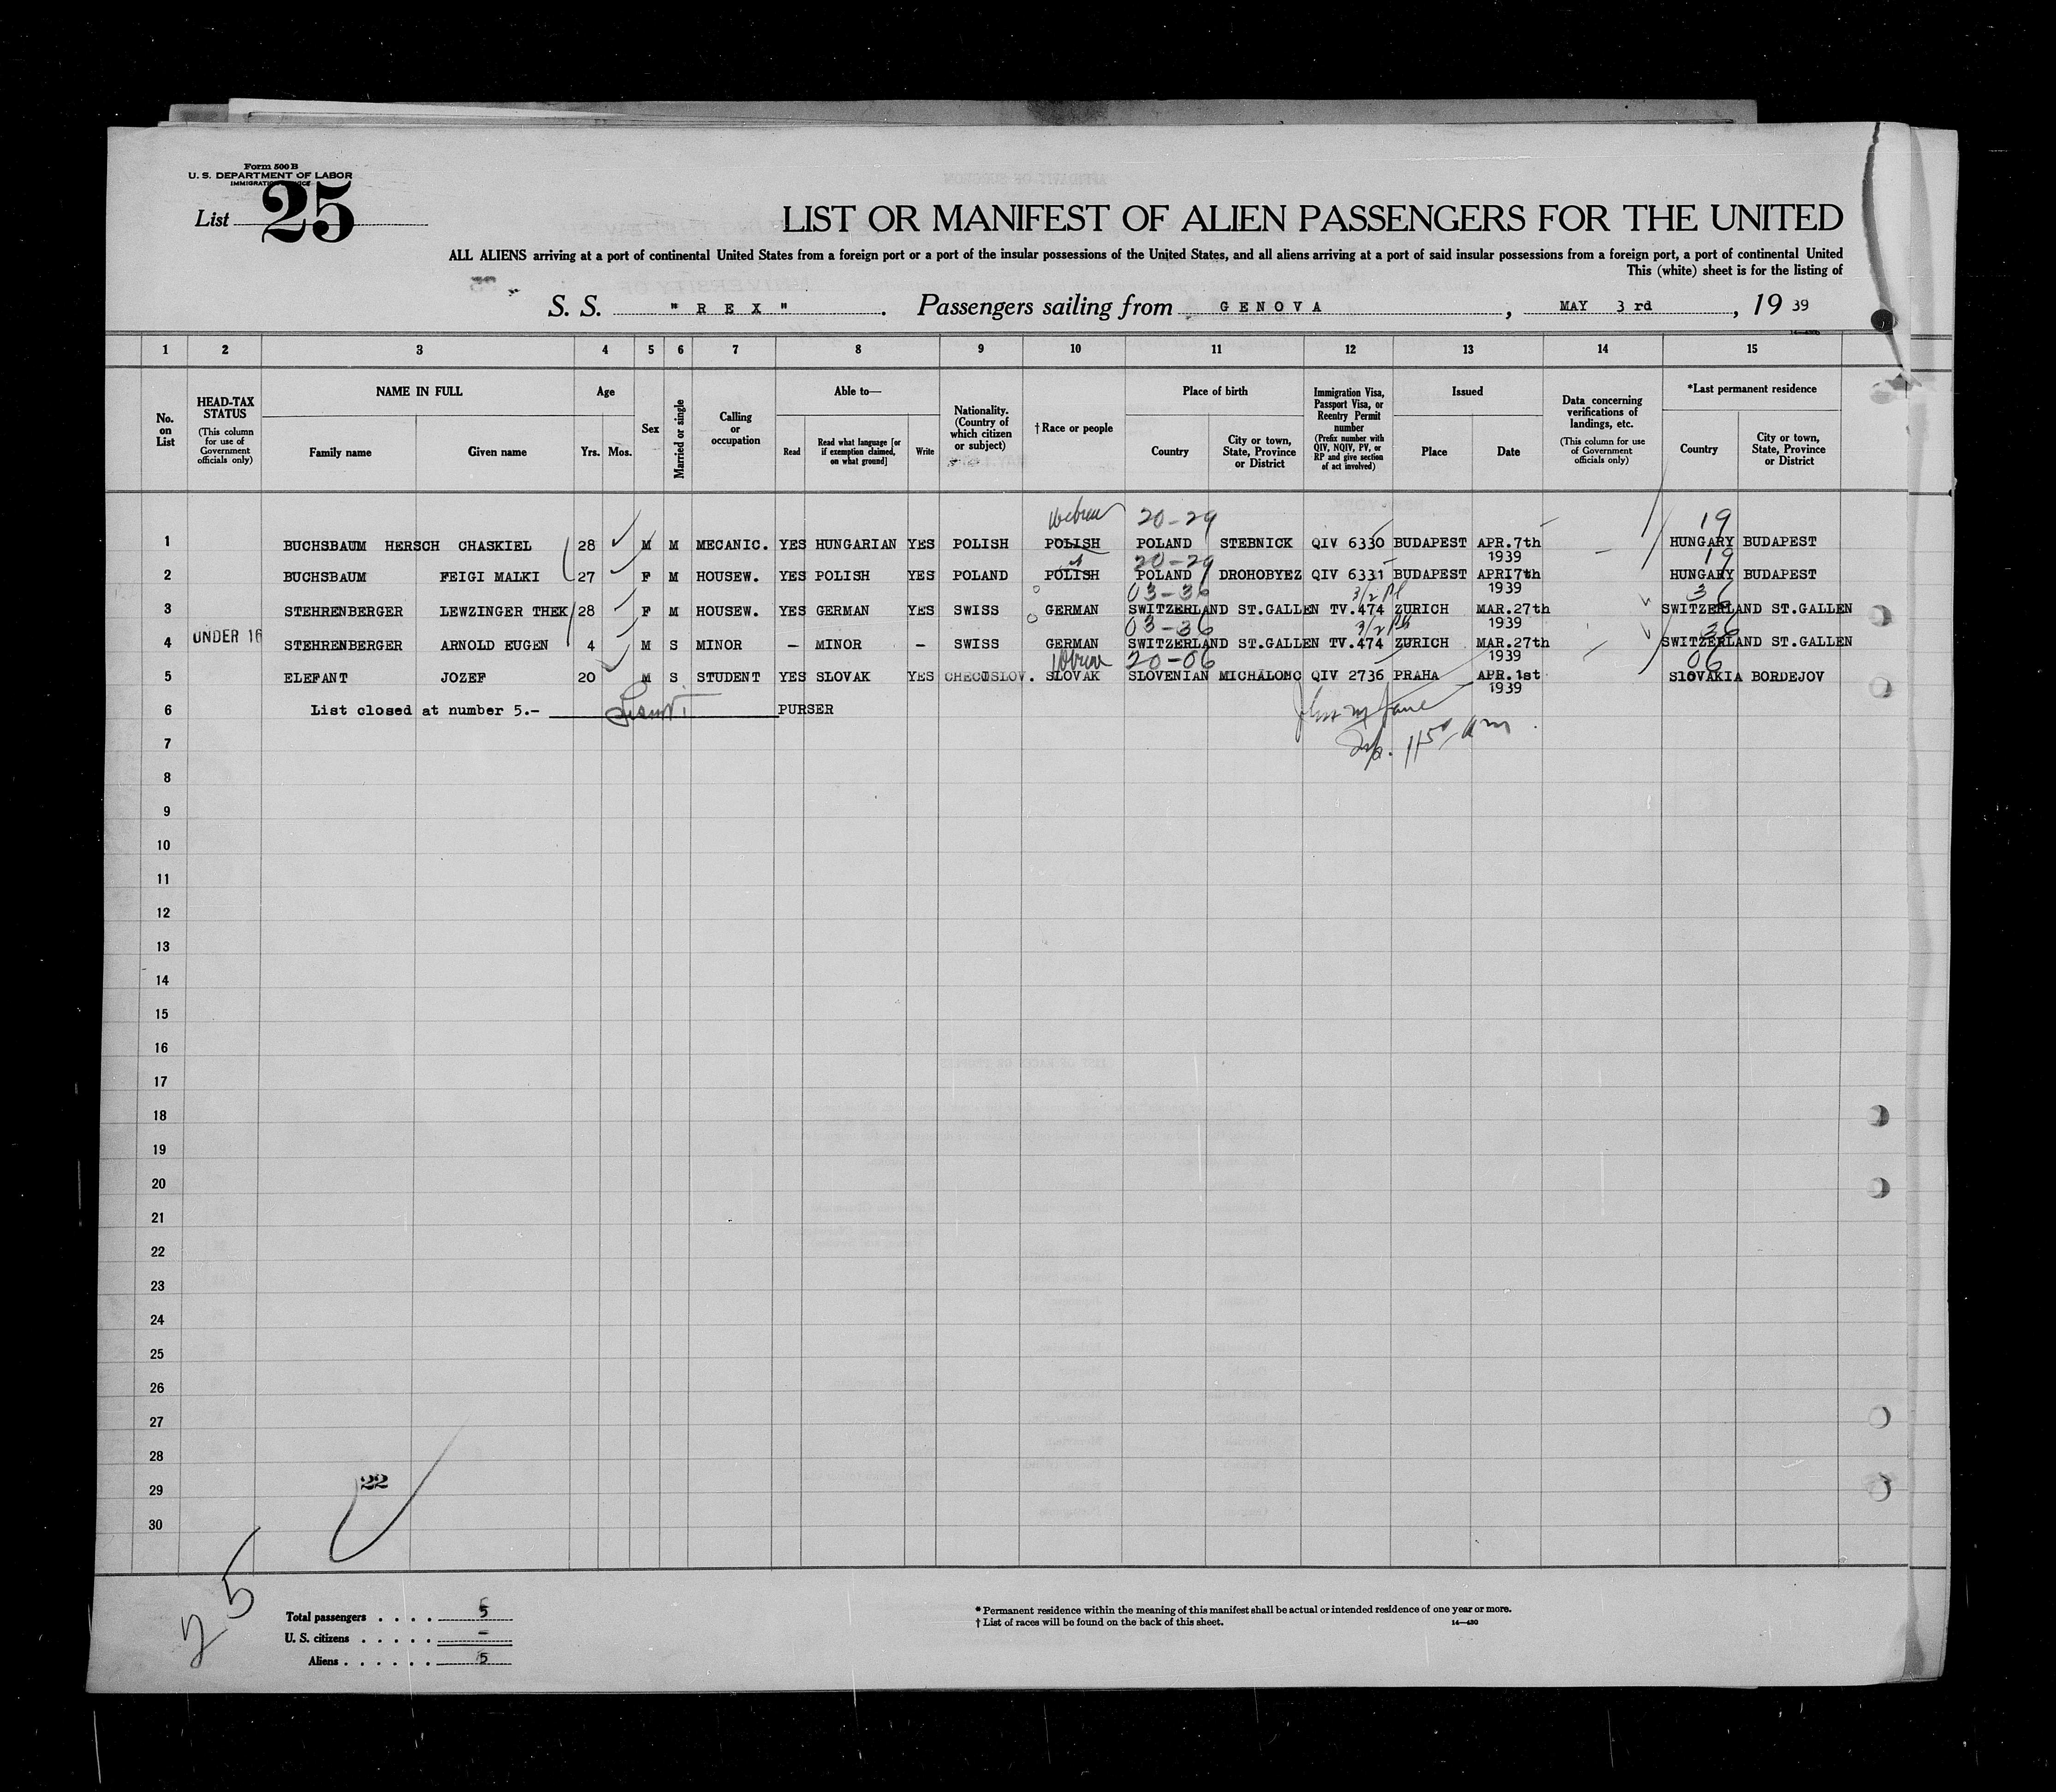 Form 500 B
U. S. DEPARTMENT OF LABOR
IMMIGRATION SERVICE
List 25
LIST OR MANIFEST OF ALIEN PASSENGERS FOR THE UNITED
ALL ALIENS arriving at a port of continental United States from a foreign port or a port of the insular possessions of the United States, and all aliens arriving at a port of said insular possessions from a foreign port, a port of continental United
This (white) sheet is for the listing of
S. S. " R E X " . Passengers sailing from G E N O V A , MAY 3 rd , 19 39
1 2 3 4 5 6 7 8 9 10 11 12 13 14 15
No. on List
HEAD-TAX STATUS
(This column for use of Government officials only)
NAME IN FULL
Family name Given name
Age
Yrs. Mos.
Sex
Married or single
Calling or occupation
Able to—
Read
Read what language [or if exemption claimed, on what ground]
Write
Nationality. (Country of which citizen or subject)
† Race or people
Place of birth
Country
City or town, State, Province or District
Immigration Visa, Passport Visa, or Reentry Permit number
(Prefix number with QIV, NQIV, PV, or RP and give section of act involved)
Issued
Place Date
Data concerning verifications of landings, etc.
(This column for use of Government officials only)
*Last permanent residence
Country
City or town, State, Province or District
Hebrew 20-29 19
1 BUCHSBAUM HERSCH CHASKIEL 28 M M MECANIC. YES HUNGARIAN YES POLISH POLISH POLAND STEBNICK QIV 6330 BUDAPEST APR.7th 1939 HUNGARY BUDAPEST
20-29 19
2 BUCHSBAUM FEIGI MALKI 27 F M HOUSEW. YES POLISH YES POLAND POLISH POLAND DROHOBYEZ QIV 6331 BUDAPEST APRI7th 1939 HUNGARY BUDAPEST
03-36 3/2 36
3 STEHRENBERGER LEWZINGER THEK 28 F M HOUSEW. YES GERMAN YES SWISS GERMAN SWITZERLAND ST.GALLEN TV.474 ZURICH MAR.27th 1939 SWITZERLAND ST.GALLEN
03-36 3/2 36
4 UNDER 16 STEHRENBERGER ARNOLD EUGEN 4 M S MINOR - MINOR - SWISS GERMAN SWITZERLAND ST.GALLEN TV.474 ZURICH MAR.27th 1939 SWITZERLAND ST.GALLEN
Hebrew 20-06 06
5 ELEFANT JOZEF 20 M S STUDENT YES SLOVAK YES CHECOSLOV. SLOVAK SLOVENIAN MICHALOMC QIV 2736 PRAHA APR.1st 1939 SlOVAKIA BORDEJOV
6 List closed at number 5.- PURSER
7
8
9
10
11
12
13
14
15
16
17
18
19
20
21
22
23
24
25
26
27
28
29
30
22
25
Total passengers . . . . 5
U. S. citizens . . . . . -
Aliens . . . . . . 5
* Permanent residence within the meaning of this manifest shall be actual or intended residence of one year or more.
† List of races will be found on the back of this sheet.
14—430